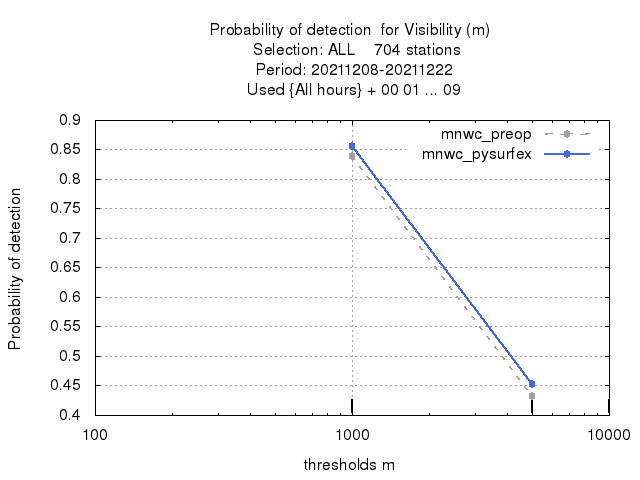 Probability of detection  for Visibility (m)
Selection: ALL    704 stations
Period: 20211208-20211222
Used {All hours} + 00 01 ... 09
mnwc_preop
mnwc_pysurfex
Probability of detection
0.9
0.85
0.8
0.75
0.7
0.65
0.6
0.55
0.5
0.45
0.4
100
1000
10000
thresholds m